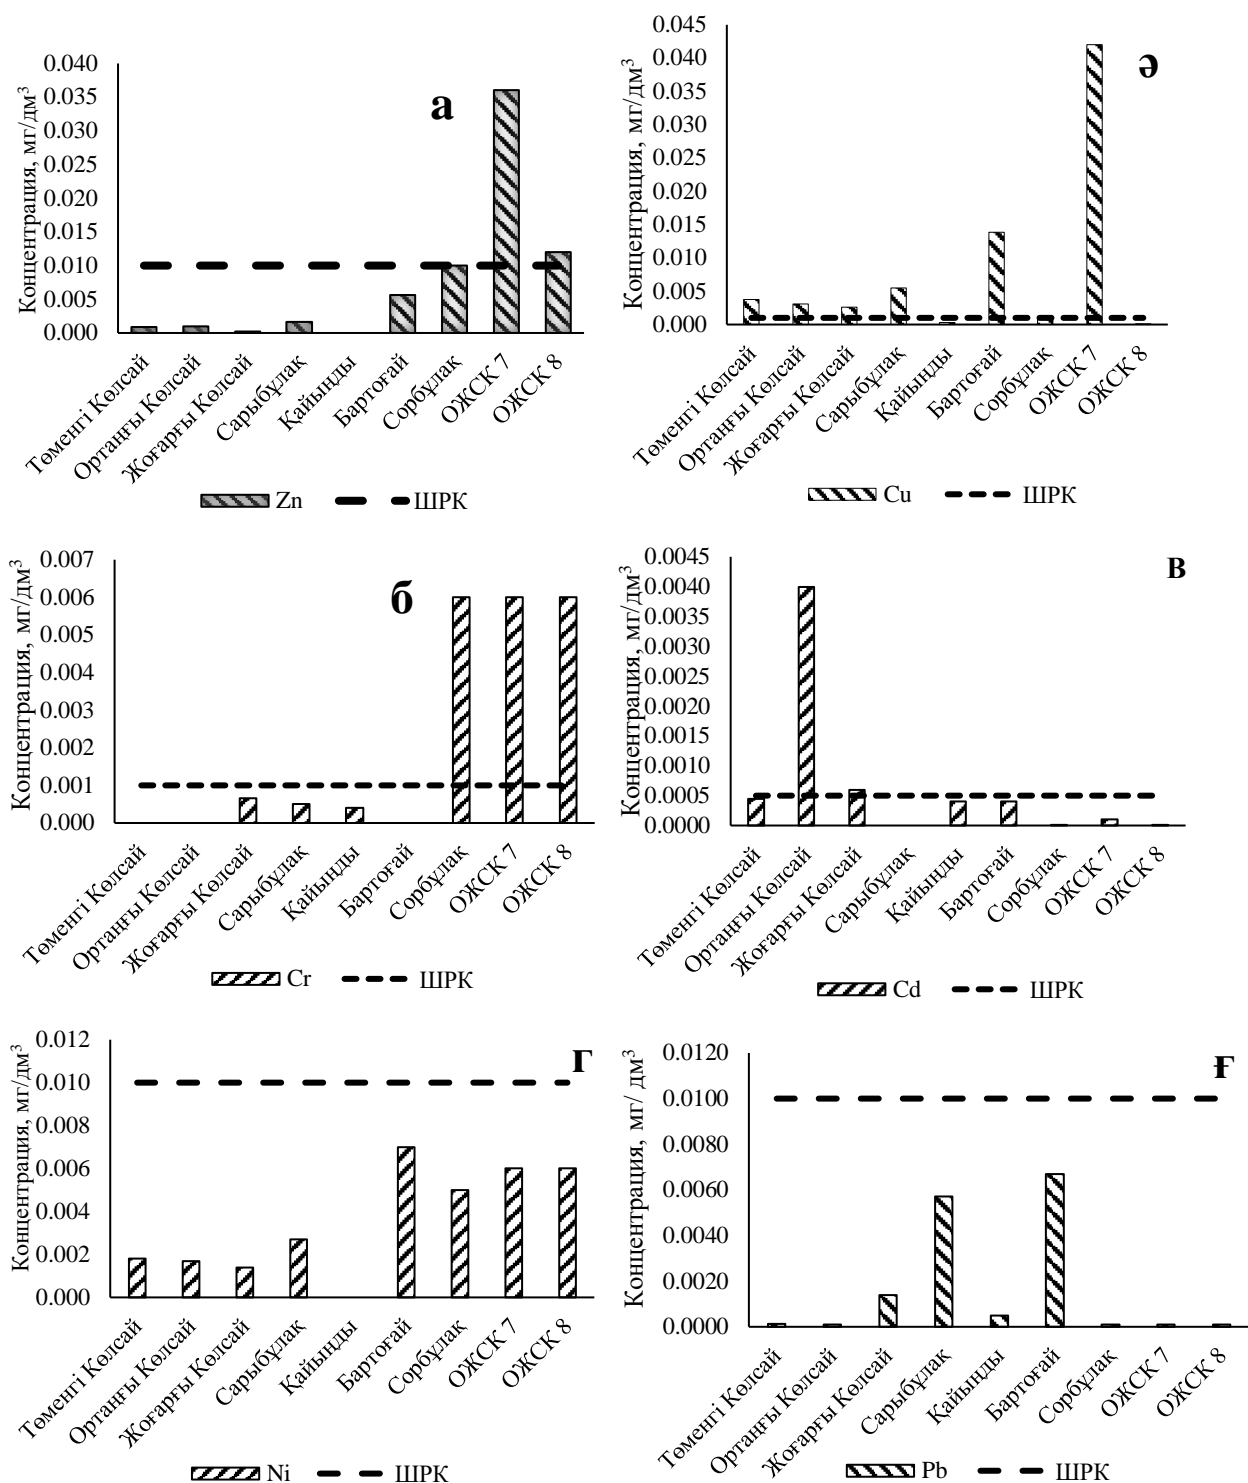 а
Концентрация, мг/дм³
0.040
0.035
0.030
0.025
0.020
0.015
0.010
0.005
0.000
Төменгі Көлсай
Ортаңғы Көлсай
Жоғарғы Көлсай
Сарыбұлақ
Қайыңды
Бартоғай
Сорбұлақ
ОЖСК 7
ОЖСК 8
Zn
ШРК
ә
Концентрация, мг/дм³
0.045
0.040
0.035
0.030
0.025
0.020
0.015
0.010
0.005
0.000
Төменгі Көлсай
Ортаңғы Көлсай
Жоғарғы Көлсай
Сарыбұлақ
Қайыңды
Бартоғай
Сорбұлақ
ОЖСК 7
ОЖСК 8
Cu
ШРК
б
Концентрация, мг/дм³
0.007
0.006
0.005
0.004
0.003
0.002
0.001
0.000
Төменгі Көлсай
Ортаңғы Көлсай
Жоғарғы Көлсай
Сарыбұлақ
Қайыңды
Бартоғай
Сорбұлақ
ОЖСК 7
ОЖСК 8
Cr
ШРК
в
Концентрация, мг/дм³
0.0045
0.0040
0.0035
0.0030
0.0025
0.0020
0.0015
0.0010
0.0005
0.0000
Төменгі Көлсай
Ортаңғы Көлсай
Жоғарғы Көлсай
Сарыбұлақ
Қайыңды
Бартоғай
Сорбұлақ
ОЖСК 7
ОЖСК 8
Cd
ШРК
г
Концентрация, мг/дм³
0.012
0.010
0.008
0.006
0.004
0.002
0.000
Төменгі Көлсай
Ортаңғы Көлсай
Жоғарғы Көлсай
Сарыбұлақ
Қайыңды
Бартоғай
Сорбұлақ
ОЖСК 7
ОЖСК 8
Ni
ШРК
ғ
Концентрация, мг/ дм³
0.0120
0.0100
0.0080
0.0060
0.0040
0.0020
0.0000
Төменгі Көлсай
Ортаңғы Көлсай
Жоғарғы Көлсай
Сарыбұлақ
Қайыңды
Бартоғай
Сорбұлақ
ОЖСК 7
ОЖСК 8
Pb
ШРК